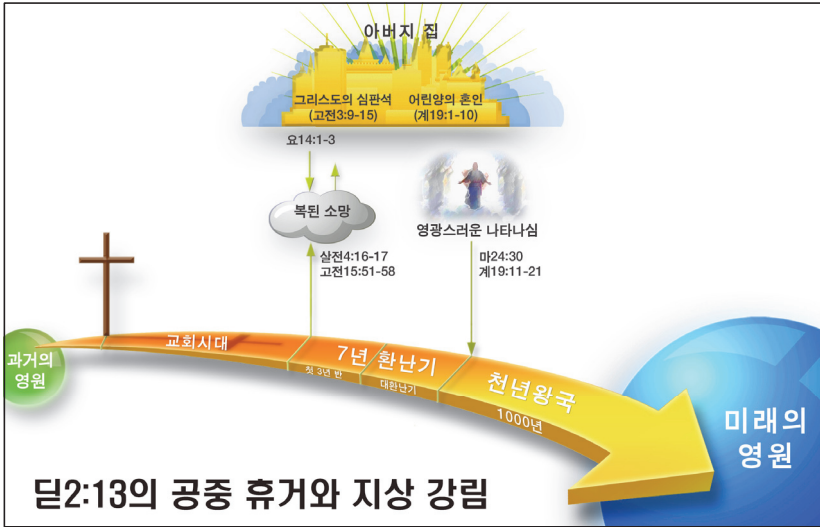 아버지 집
그리스도의 심판석
(고전3:9-15)
어린양의 혼인
(계19:1-10)
요14:1-3
복된 소망
영광스러운 나타나심
살전4:16-17
고전15:51-58
마24:30
계19:11-21
과거의
영원
교회시대
7년 환난기
첫 3년 반
대환난기
천년왕국
1000년
미래의
영원
딛2:13의 공중 휴거와 지상 강림